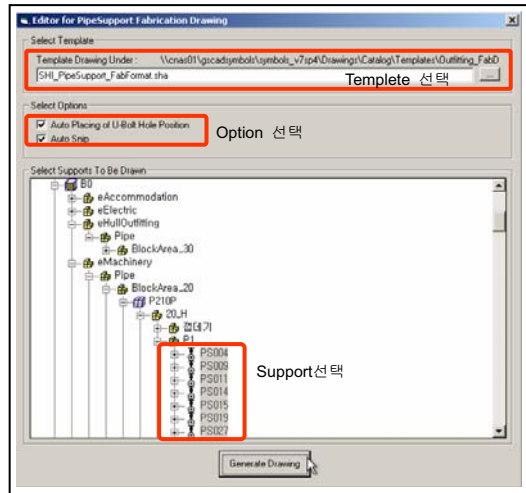 Editor for PipeSupport Fabrication Drawing
Select Template
Template Drawing Under : \\cnas01\gscadsymbols\symbols_v7sp4\Drawings\Catalog\Templates\Outfitting_FabD
SHI_PipeSupport_FabFormat.sha
...
Templete 선택
Select Options
Auto Placing of U-Bolt Hole Position
Auto Snip
Option 선택
Select Supports To Be Drawn
B0
eAccommodation
eElectric
eHullOutfitting
Pipe
BlockArea_30
eMachinery
Pipe
BlockArea_20
P210P
20_H
껍데기
P1
PS004
PS009
PS011
Support선택
PS014
PS015
PS019
PS027
Generate Drawing